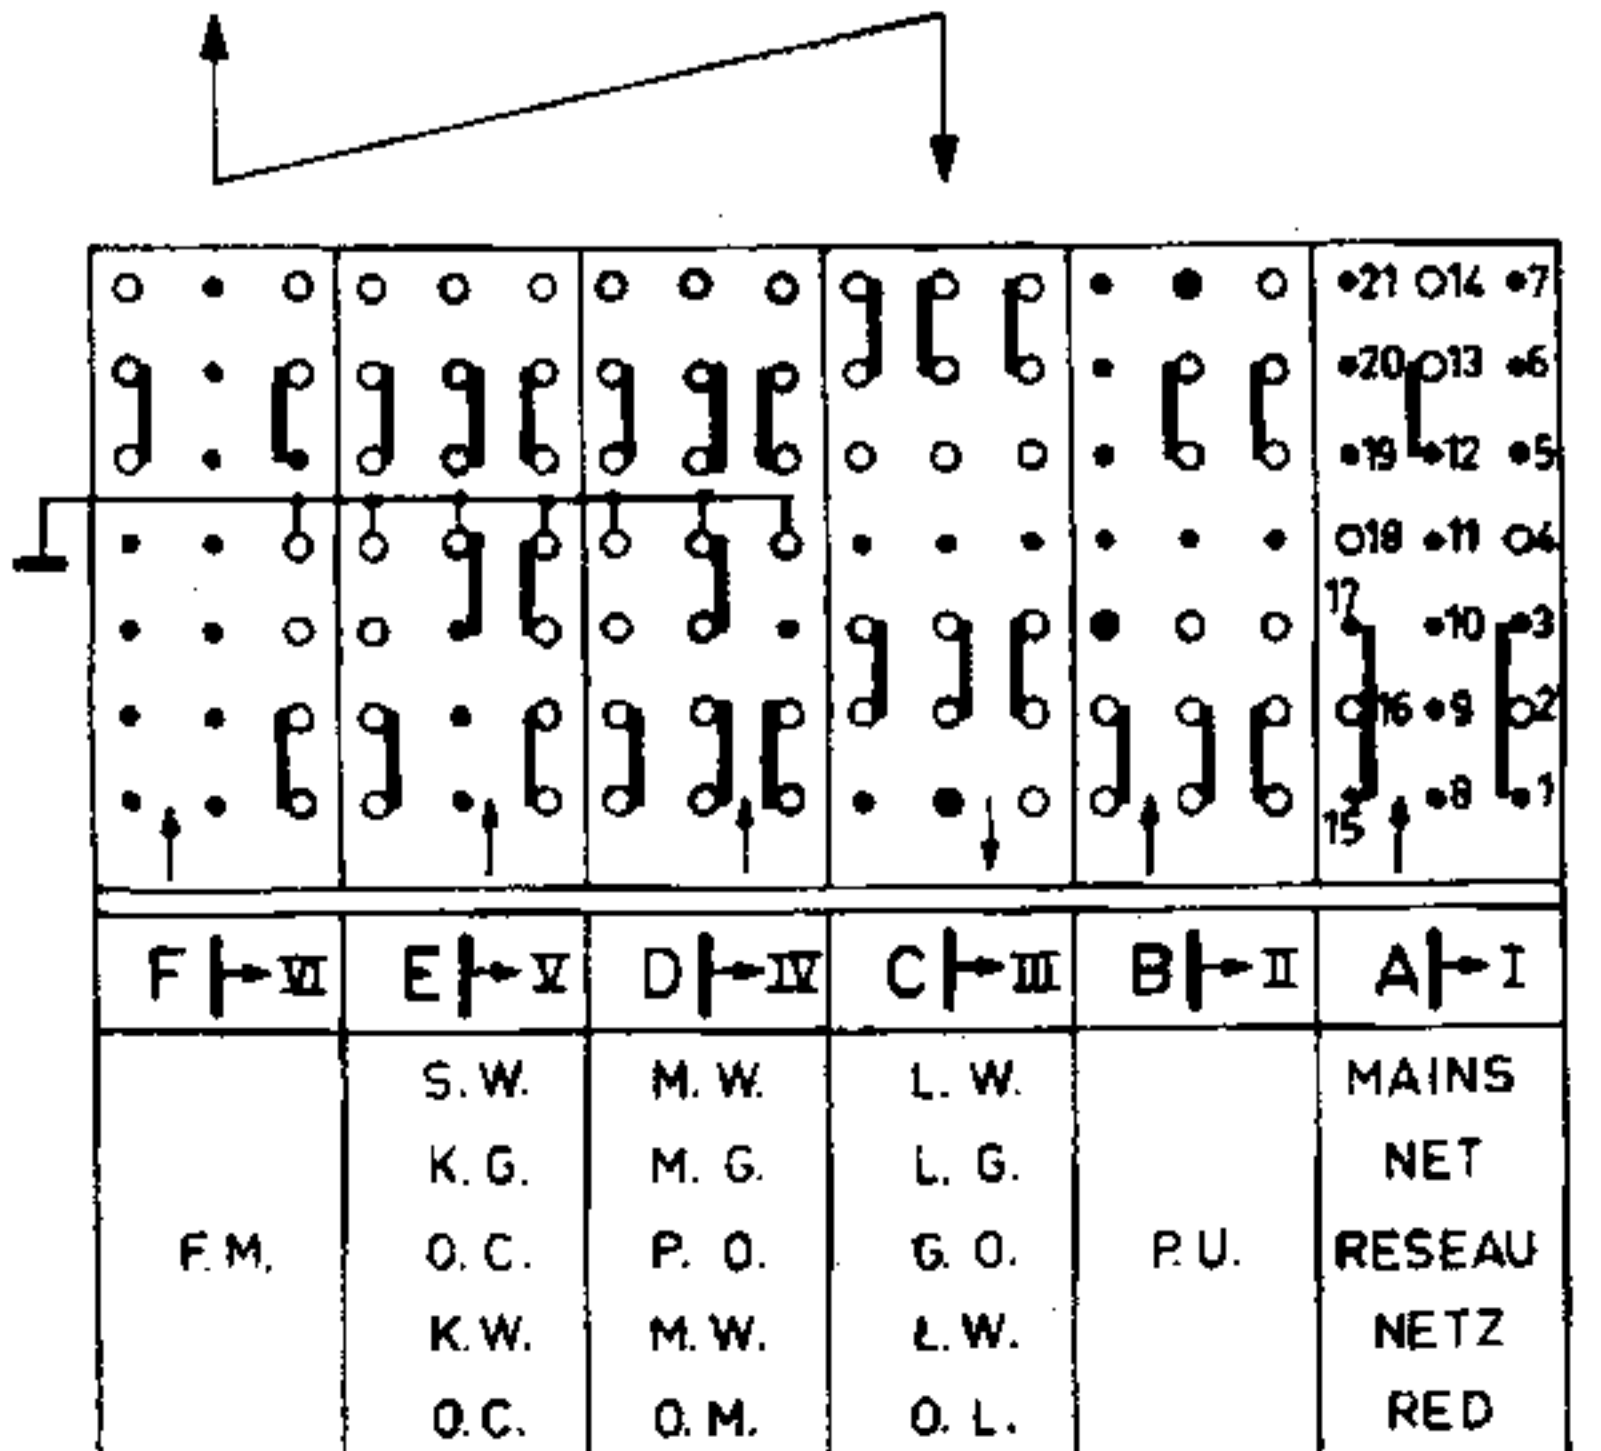 21 14 7
20 13 6
19 12 5
18 11 4
17
10 3
16 9 2
8 1
15
F VI E V D IV C III B II A I
S.W. M.W. L.W. MAINS
K.G. M.G. L.G. NET
F.M. O.C. P.O. G.O. P.U. RESEAU
K.W. M.W. L.W. NETZ
O.C. O.M. O.L. RED